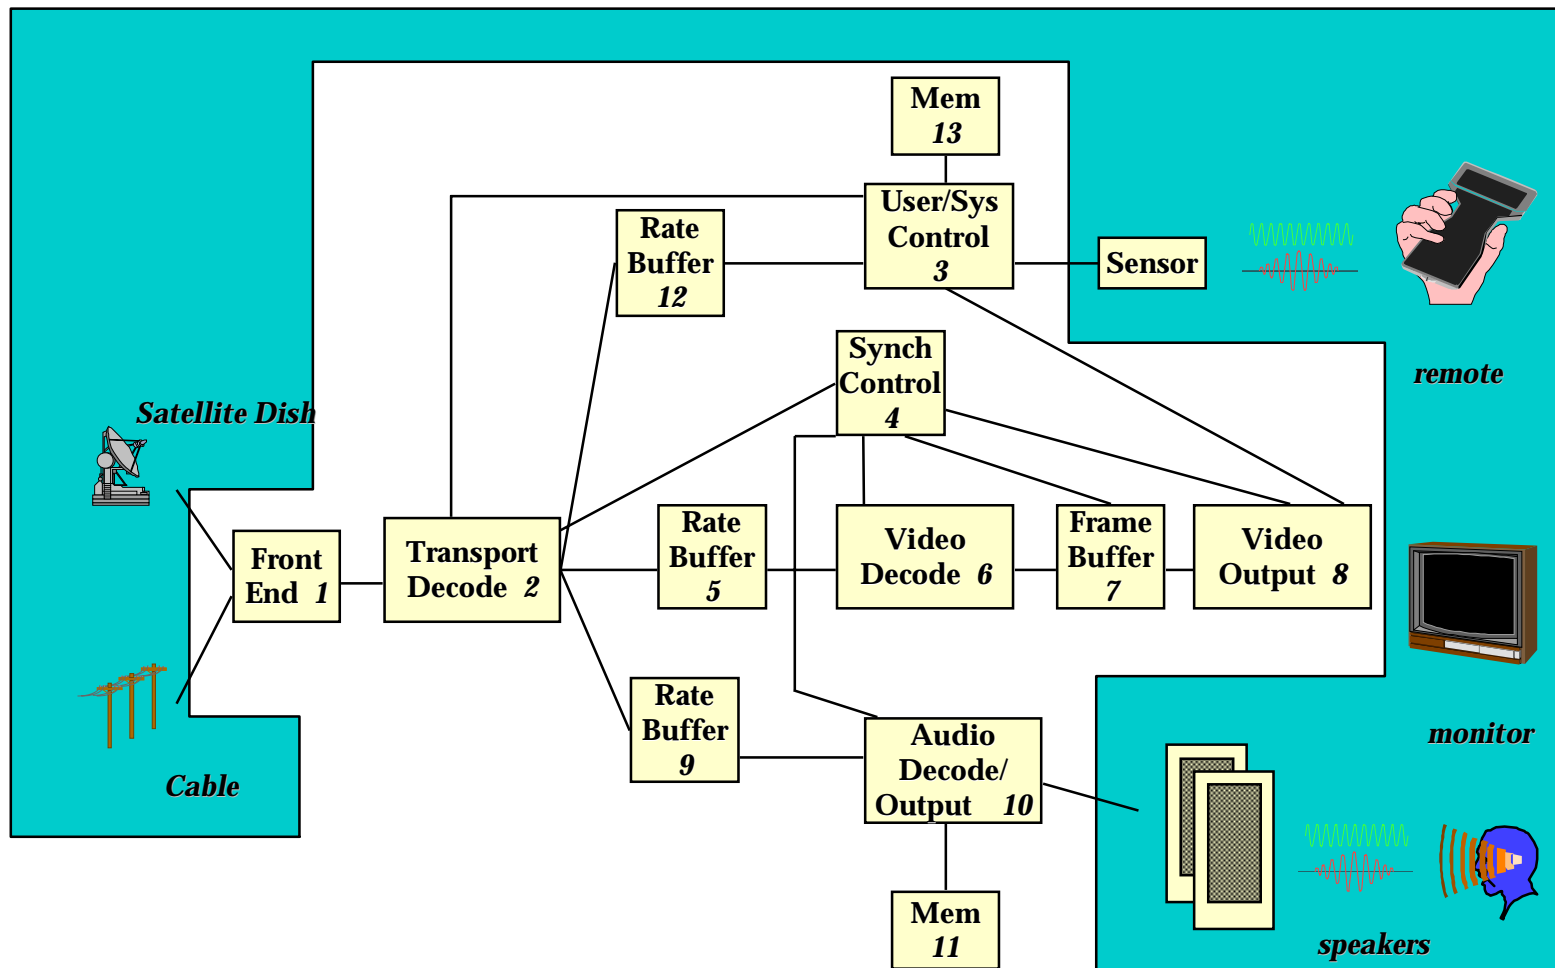 Mem
13
User/Sys
Control
3
Rate
Buffer
12
Sensor
Synch
Control
4
remote
Satellite Dish
Front
End 1
Transport
Decode 2
Rate
Buffer
5
Video
Decode 6
Frame
Buffer
7
Video
Output 8
monitor
Cable
Rate
Buffer
9
Audio
Decode/
Output 10
Mem
11
speakers